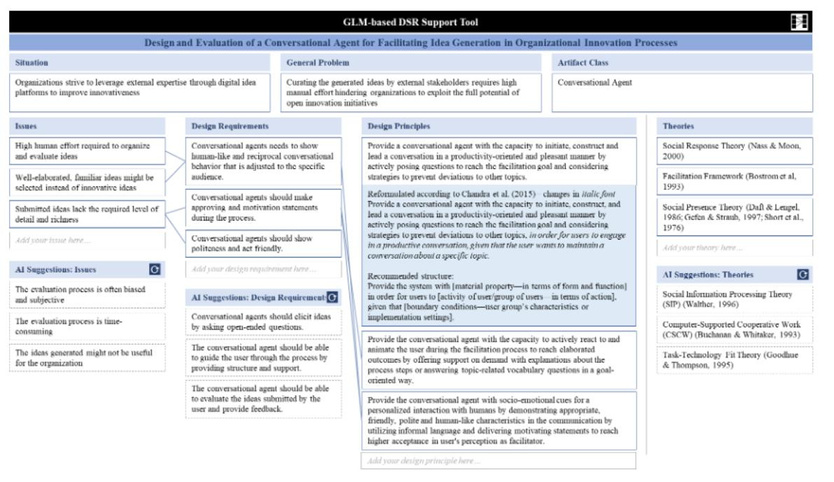 GLM-based DSR Support Tool
Design and Evaluation of a Conversational Agent for Facilitating Idea Generation in Organizational Innovation Processes
Situation
Organizations strive to leverage external expertise through digital idea
platforms to improve innovativeness
General Problem
Curating the generated ideas by external stakeholders requires high
manual effort hindering organizations to exploit the full potential of
open innovation initiatives
Artifact Class
Conversational Agent
Issues
High human effort required to organize
and evaluate ideas
Well-elaborated, familiar ideas might be
selected instead of innovative ideas
Submitted ideas lack the required level of
detail and richness
Add your issue here...
AI Suggestions: Issues
The evaluation process is often biased
and subjective
The evaluation process is time-
consuming
The ideas generated might not be useful
for the organization
Design Requirements
Conversational agents needs to show
human-like and reciprocal conversational
behavior that is adjusted to the specific
audience.
Conversational agents should make
approving and motivation statements
during the process.
Conversational agents should show
politeness and act friendly.
Add your design requirement here...
AI Suggestions: Design Requirement
Conversational agents should elicit ideas
by asking open-ended questions.
The conversational agent should be able
to guide the user through the process by
providing structure and support.
The conversational agent should be able
to evaluate the ideas submitted by the
user and provide feedback.
Design Principles
Provide a conversational agent with the capacity to initiate, construct and
lead a conversation in a productivity-oriented and pleasant manner by
actively posing questions to reach the facilitation goal and considering
strategies to prevent deviations to other topics.
Reformulated according to Chandra et al. (2015) changes in italic font
Provide a conversational agent with the capacity to initiate, construct, and
lead a conversation in a productivity-oriented and pleasant manner by
actively posing questions to reach the facilitation goal and considering
strategies to prevent deviations to other topics, in order for users to engage
in a productive conversation, given that the user wants to maintain a
conversation about a specific topic.
Recommended structure:
Provide the system with [material property—in terms of form and function]
in order for users to [activity of user/group of users—in terms of action],
given that [boundary conditions—user group's characteristics or
implementation settings].
Provide the conversational agent with the capacity to actively react to and
animate the user during the facilitation process to reach elaborated
outcomes by offering support on demand with explanations about the
process steps or answering topic-related vocabulary questions in a goal-
oriented way.
Provide the conversational agent with socio-emotional cues for a
personalized interaction with humans by demonstrating appropriate,
friendly, polite and human-like characteristics in the communication by
utilizing informal language and delivering motivating statements to reach
higher acceptance in user's perception as facilitator.
Add your design principle here...
Theories
Social Response Theory (Nass & Moon,
2000)
Facilitation Framework (Bostrom et al,
1993)
Social Presence Theory (Daft & Lengel,
1986; Gefen & Straub, 1997; Short et al.,
1976)
Add your theory here...
AI Suggestions: Theories
Social Information Processing Theory
(SIP) (Walther, 1996)
Computer-Supported Cooperative Work
(CSCW) (Buchanan & Whitaker, 1993)
Task-Technology Fit Theory (Goodhue
& Thompson, 1995)